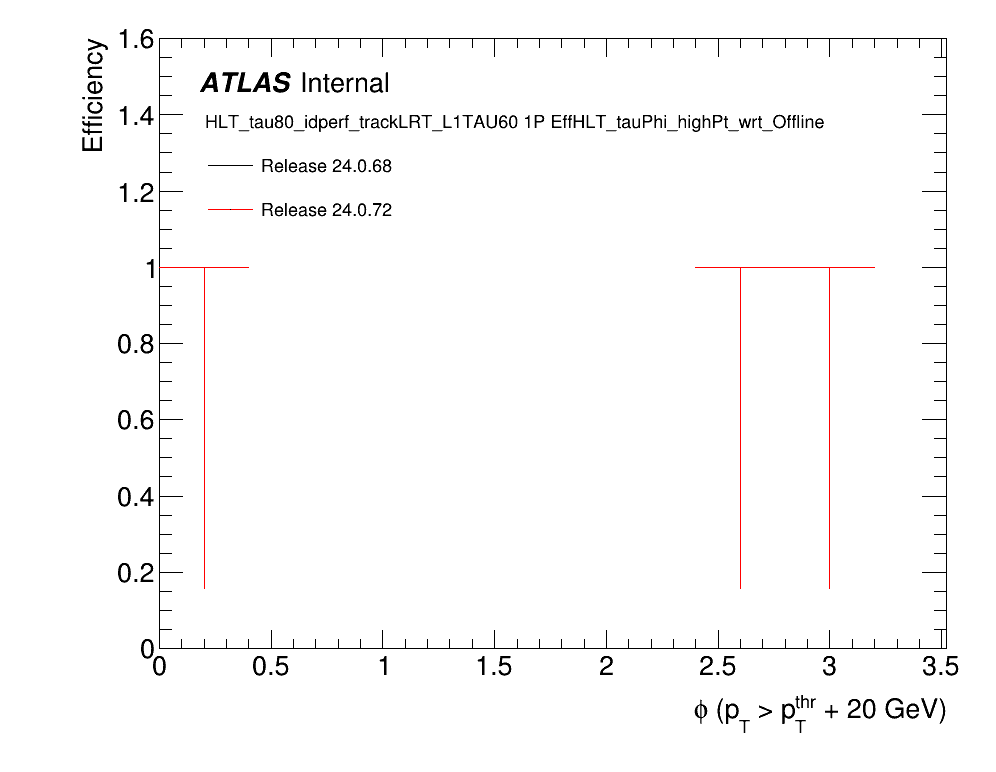 1.6
1.4
1.2
1
0.8
0.6
0.4
0.2
0
Efficiency
ATLAS Internal
HLT_tau80_idperf_trackLRT_L1TAU60 1P EffHLT_tauPhi_highPt_wrt_Offline
Release 24.0.68
Release 24.0.72
0 0.5 1 1.5 2 2.5 3 3.5
ϕ (p_T > p_T^thr + 20 GeV)